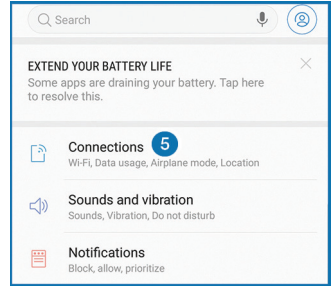 Search
EXTEND YOUR BATTERY LIFE
Some apps are draining your battery. Tap here
to resolve this.
Connections 5
Wi-Fi, Data usage, Airplane mode, Location
Sounds and vibration
Sounds, Vibration, Do not disturb
Notifications
Block, allow, prioritize